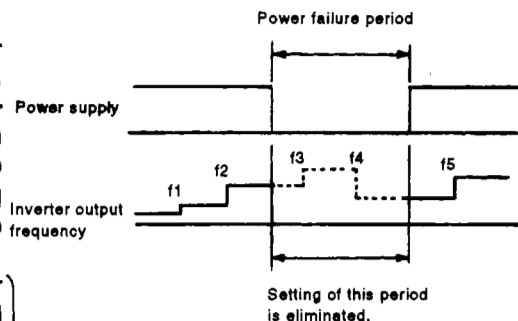 Power failure period
Power supply
f1
f2
f3
f4
f5
Inverter output
frequency
Setting of this period
is eliminated.